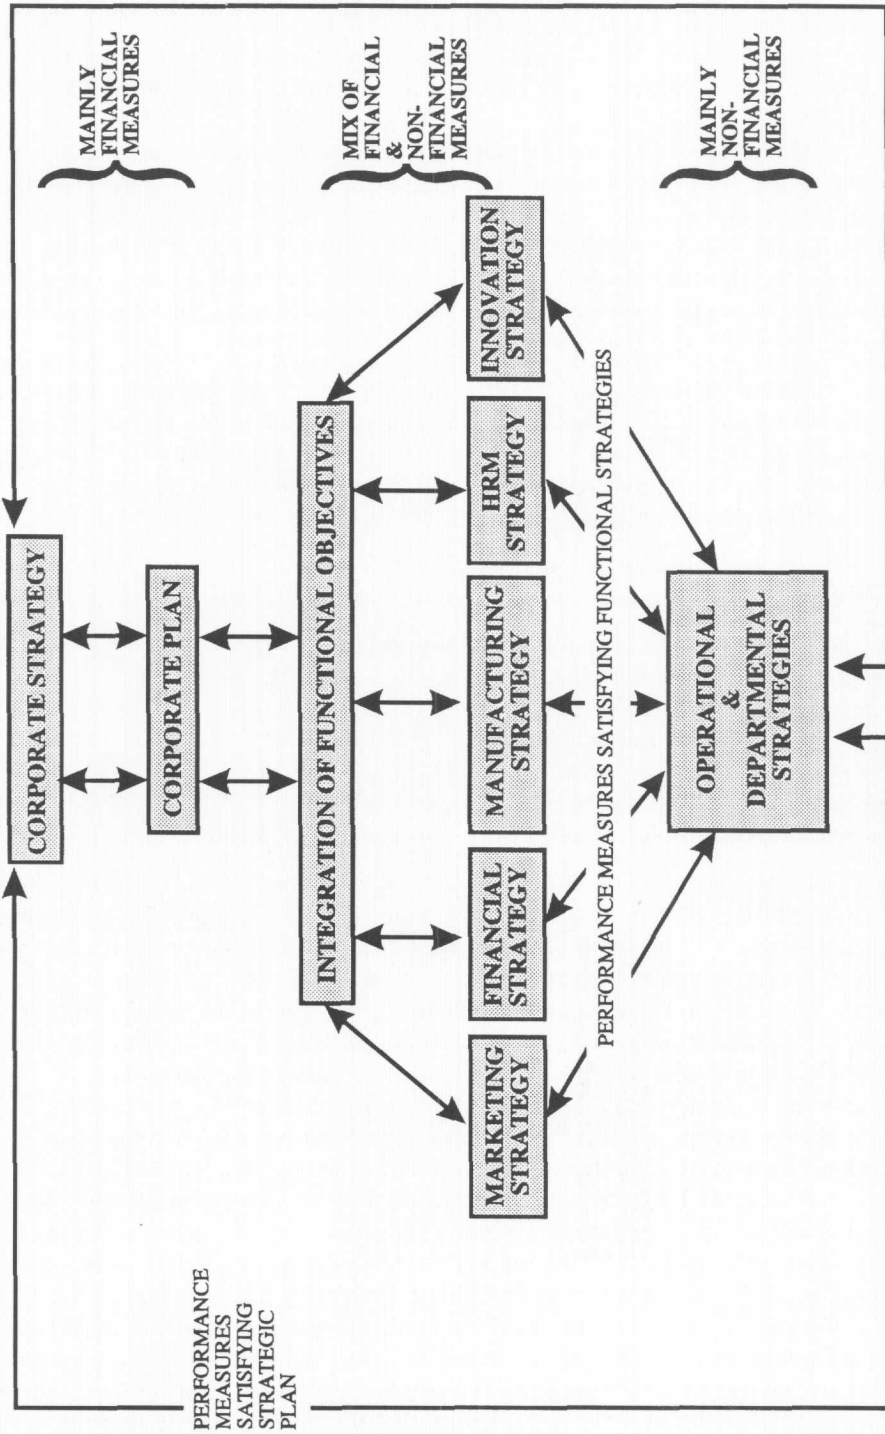 CORPORATE STRATEGY
CORPORATE PLAN
MAINLY
FINANCIAL
MEASURES
PERFORMANCE
MEASURES
SATISFYING
STRATEGIC
PLAN
INTEGRATION OF FUNCTIONAL OBJECTIVES
MIX OF
FINANCIAL
&
NON-
FINANCIAL
MEASURES
MARKETING
STRATEGY
FINANCIAL
STRATEGY
MANUFACTURING
STRATEGY
HRM
STRATEGY
INNOVATION
STRATEGY
PERFORMANCE MEASURES SATISFYING FUNCTIONAL STRATEGIES
OPERATIONAL
&
DEPARTMENTAL
STRATEGIES
MAINLY
NON-
FINANCIAL
MEASURES